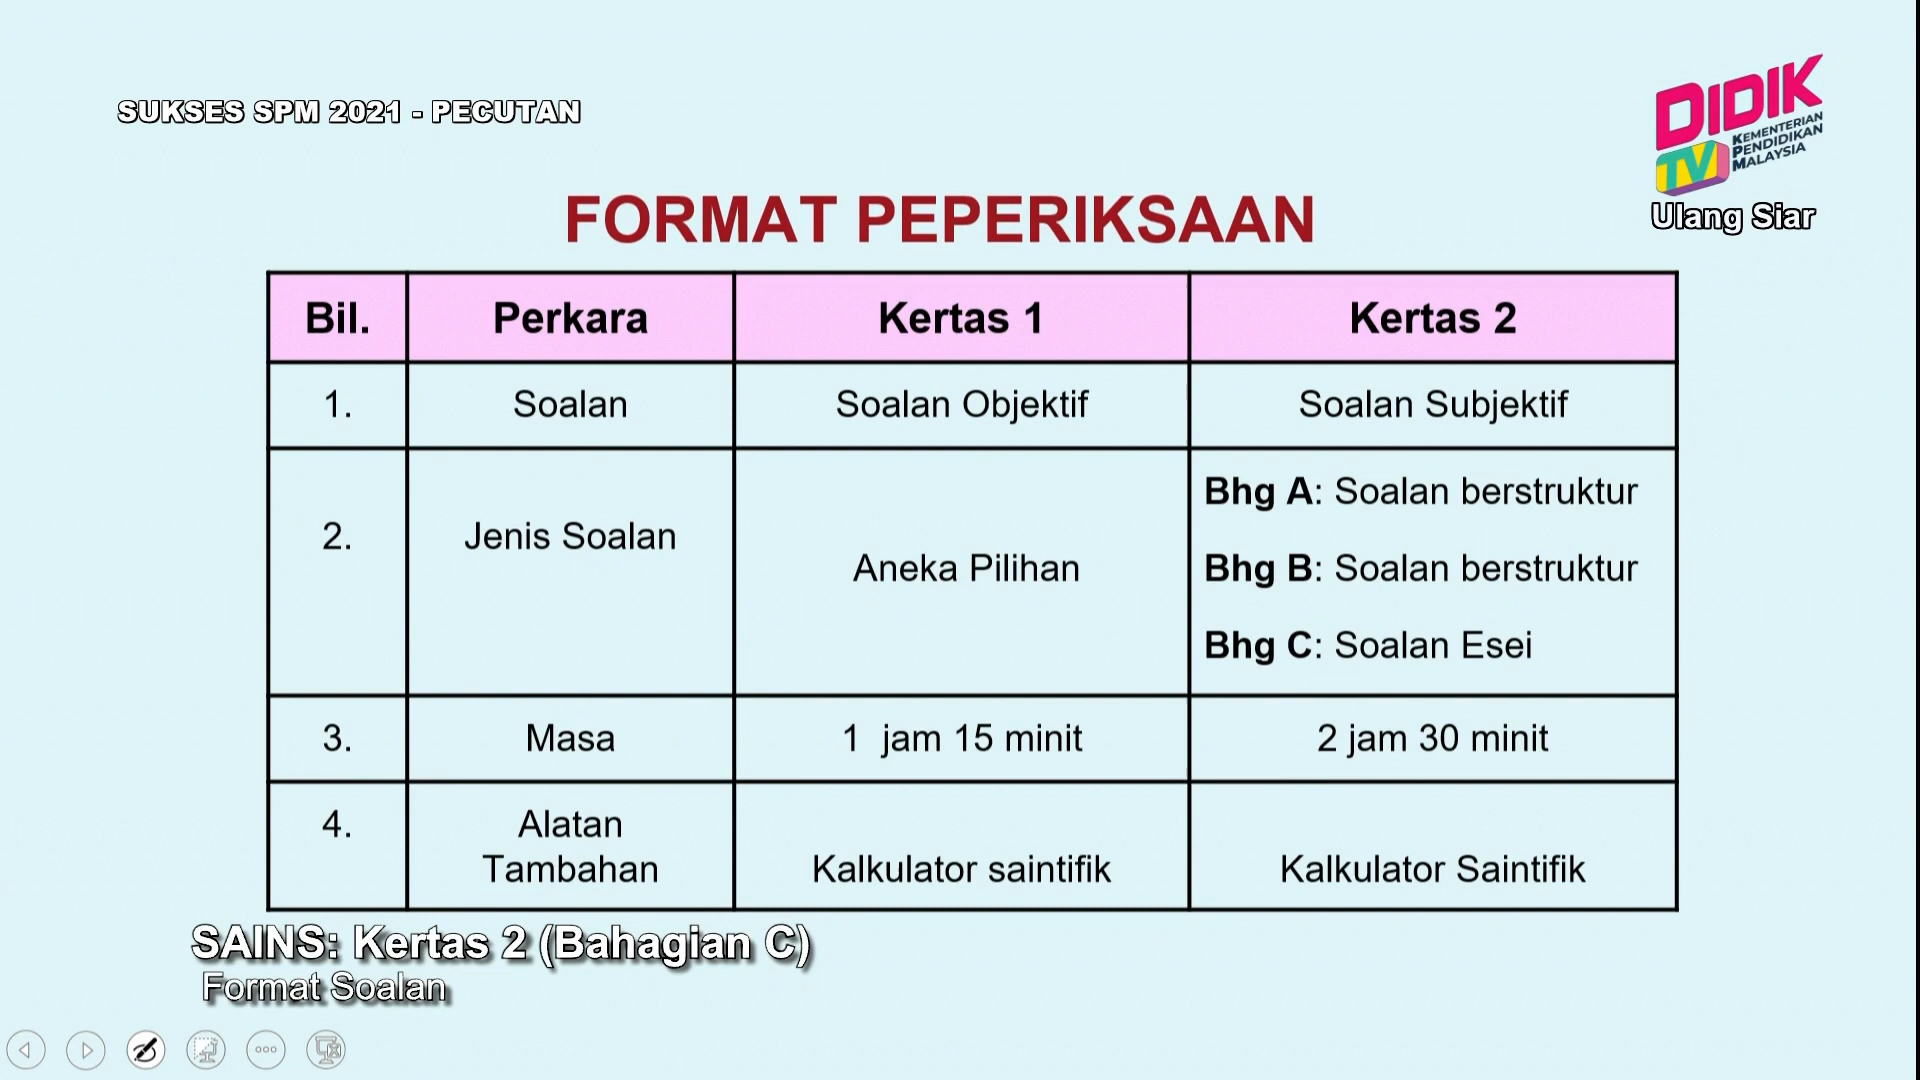 SUKSES SPM 2021 - PECUTAN
DIDIK
TV
KEMENTERIAN
PENDIDIKAN
MALAYSIA
Ulang Siar
FORMAT PEPERIKSAAN
Bil. Perkara Kertas 1 Kertas 2
1. Soalan Soalan Objektif Soalan Subjektif
2. Jenis Soalan Aneka Pilihan
Bhg A: Soalan berstruktur
Bhg B: Soalan berstruktur
Bhg C: Soalan Esei
3. Masa 1 jam 15 minit 2 jam 30 minit
4. Alatan
Tambahan Kalkulator saintifik Kalkulator Saintifik
SAINS: Kertas 2 (Bahagian C)
Format Soalan